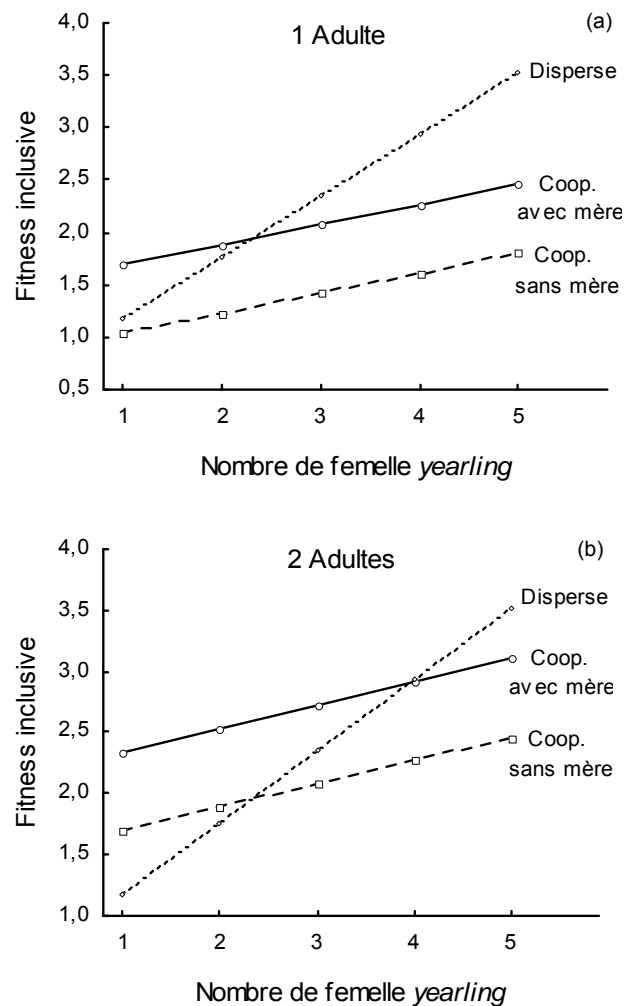 4,0
1 Adulte
(a)
3,5
Disperse
3,0
2,5
Coop.
avec mère
2,0
Coop.
sans mère
1,5
1,0
0,5
Fitness inclusive
1 2 3 4 5
Nombre de femelle yearling
4,0
2 Adultes
(b)
3,5
Disperse
3,0
Coop.
avec mère
2,5
Coop.
sans mère
2,0
1,5
1,0
Fitness inclusive
1 2 3 4 5
Nombre de femelle yearling